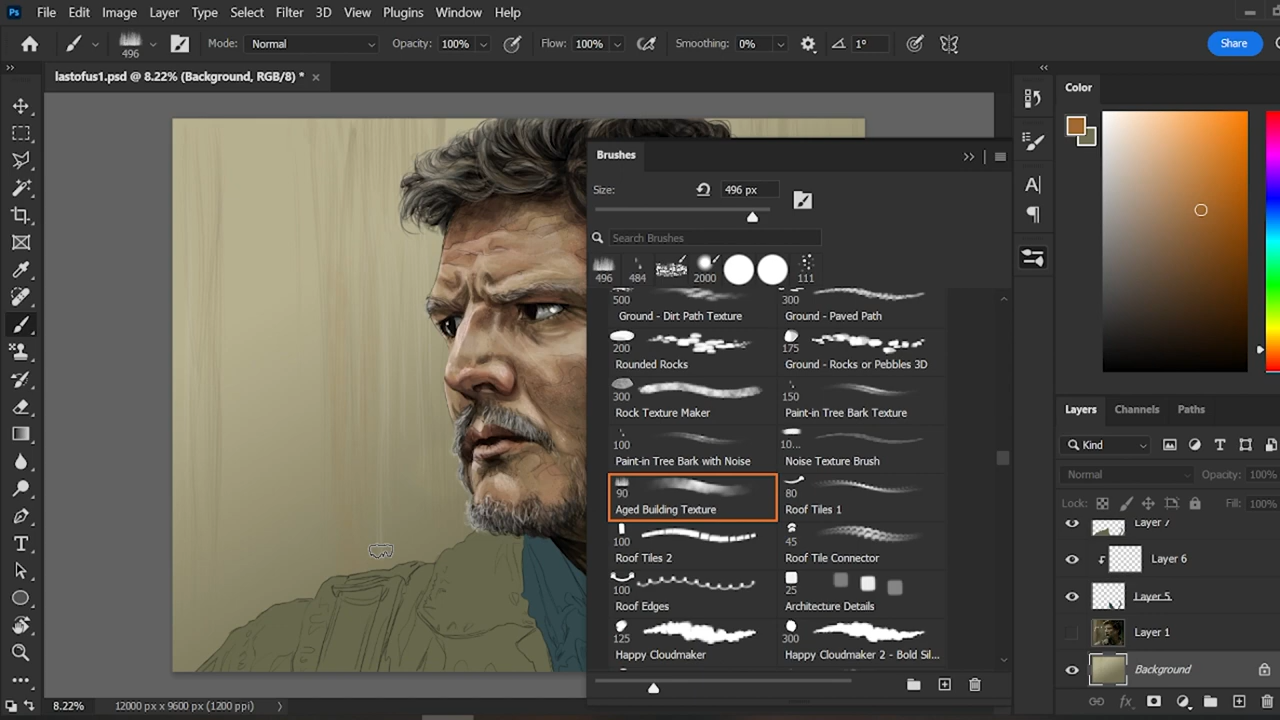 Ps File Edit Image Layer Type Select Filter 3D View Plugins Window Help
496 Mode: Normal Opacity: 100% Flow: 100% Smoothing: 0% 1° Share
lastofus1.psd @ 8.22% (Background, RGB/8) * ×
Brushes
Size: 496 px
Search Brushes
496 484 2000 111
500 300
Ground - Dirt Path Texture Ground - Paved Path
200 175
Rounded Rocks Ground - Rocks or Pebbles 3D
300 150
Rock Texture Maker Paint-in Tree Bark Texture
100 10...
Paint-in Tree Bark with Noise Noise Texture Brush
90 80
Aged Building Texture Roof Tiles 1
100 45
Roof Tiles 2 Roof Tile Connector
100 25
Roof Edges Architecture Details
125 300
Happy Cloudmaker Happy Cloudmaker 2 - Bold Sil...
Color
Layers Channels Paths
Kind
Normal Opacity: 100%
Lock: Fill: 100%
Layer 7
Layer 6
Layer 5
Layer 1
Background
fx
8.22% 12000 px x 9600 px (1200 ppi)